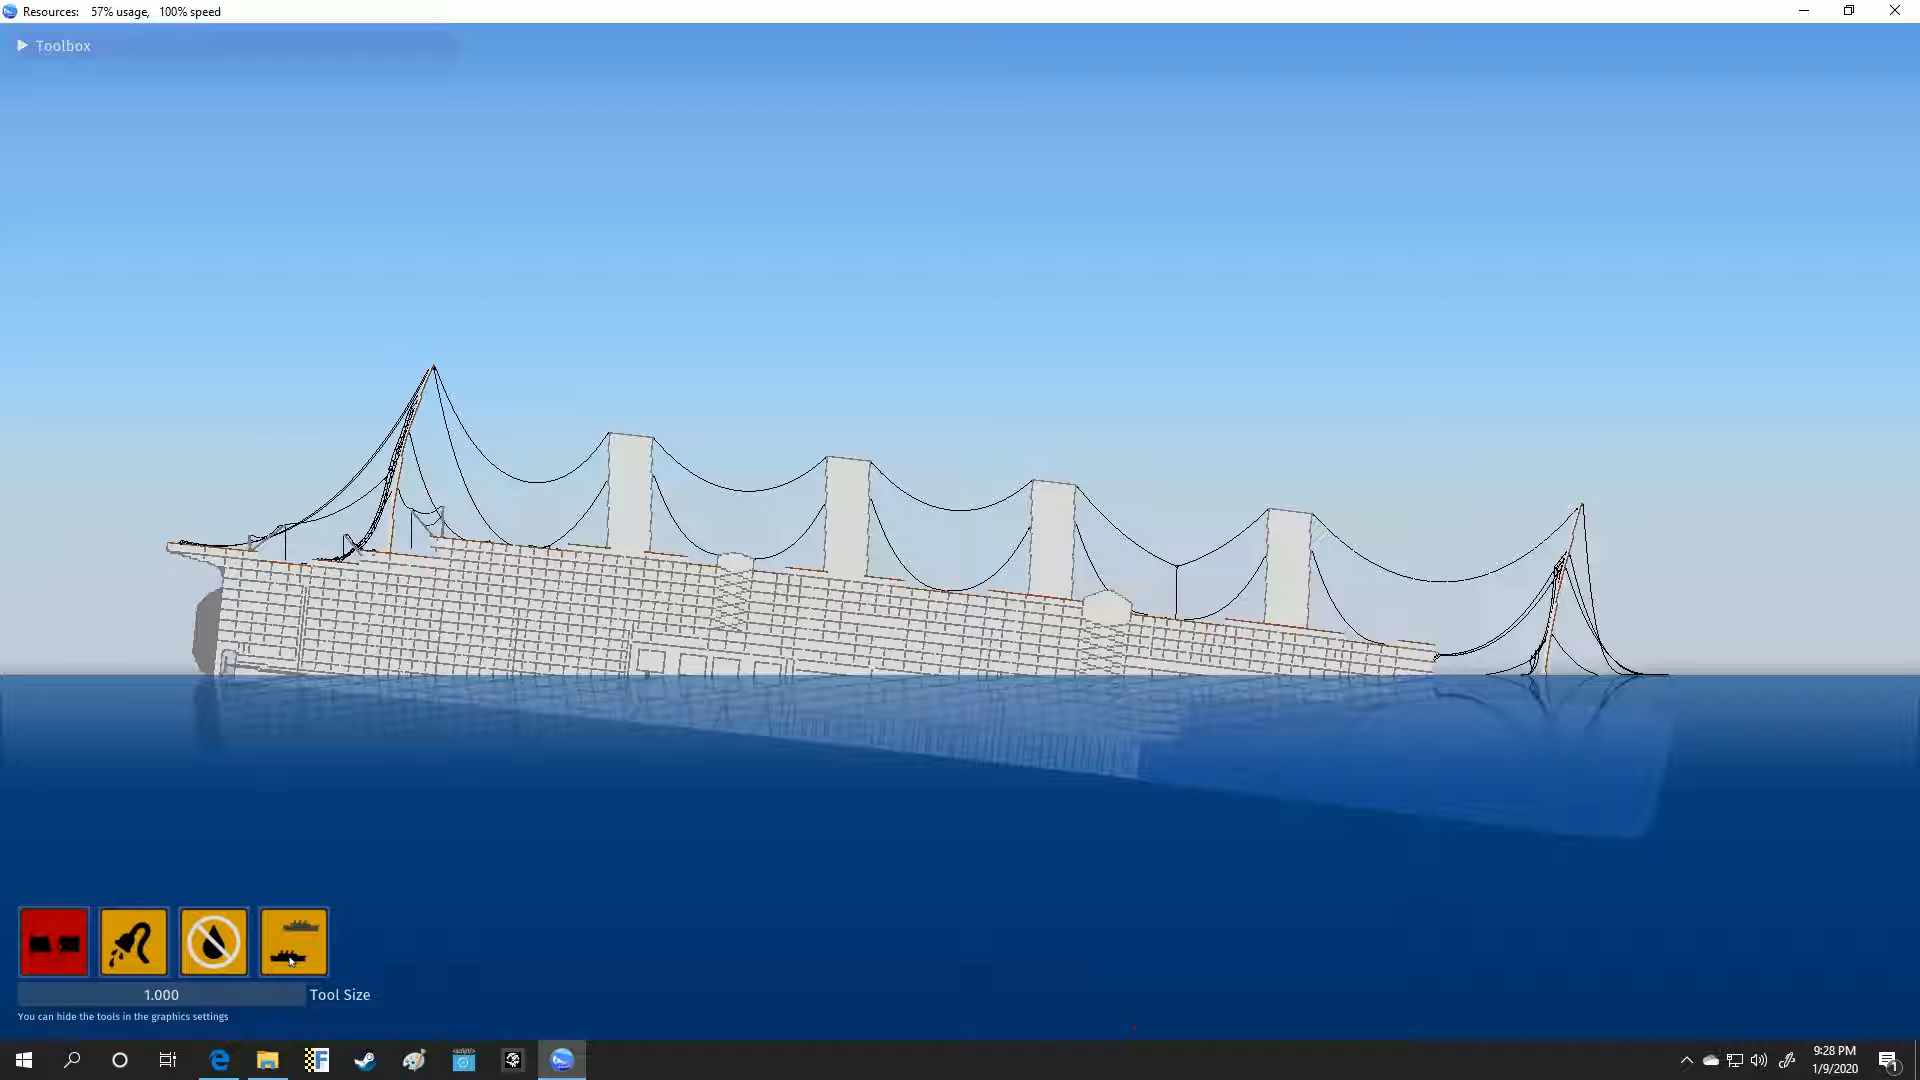 Resources: 57% usage, 100% speed
Toolbox
1.000 Tool Size
You can hide the tools in the graphics settings
9:28 PM
1/9/2020